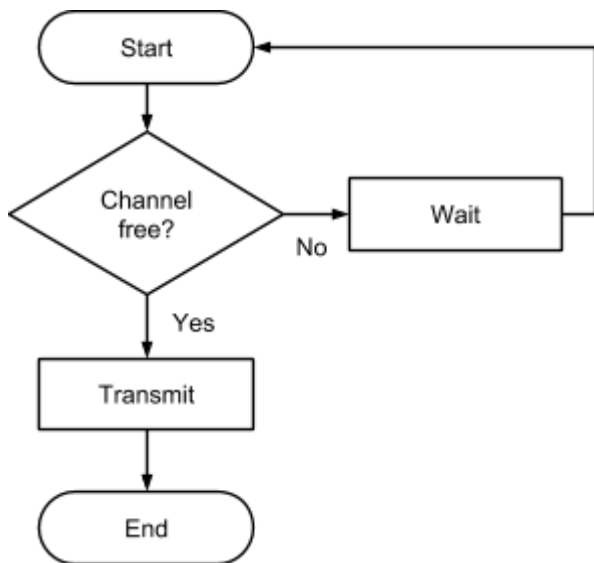 Start
Channel
free?
No
Wait
Yes
Transmit
End